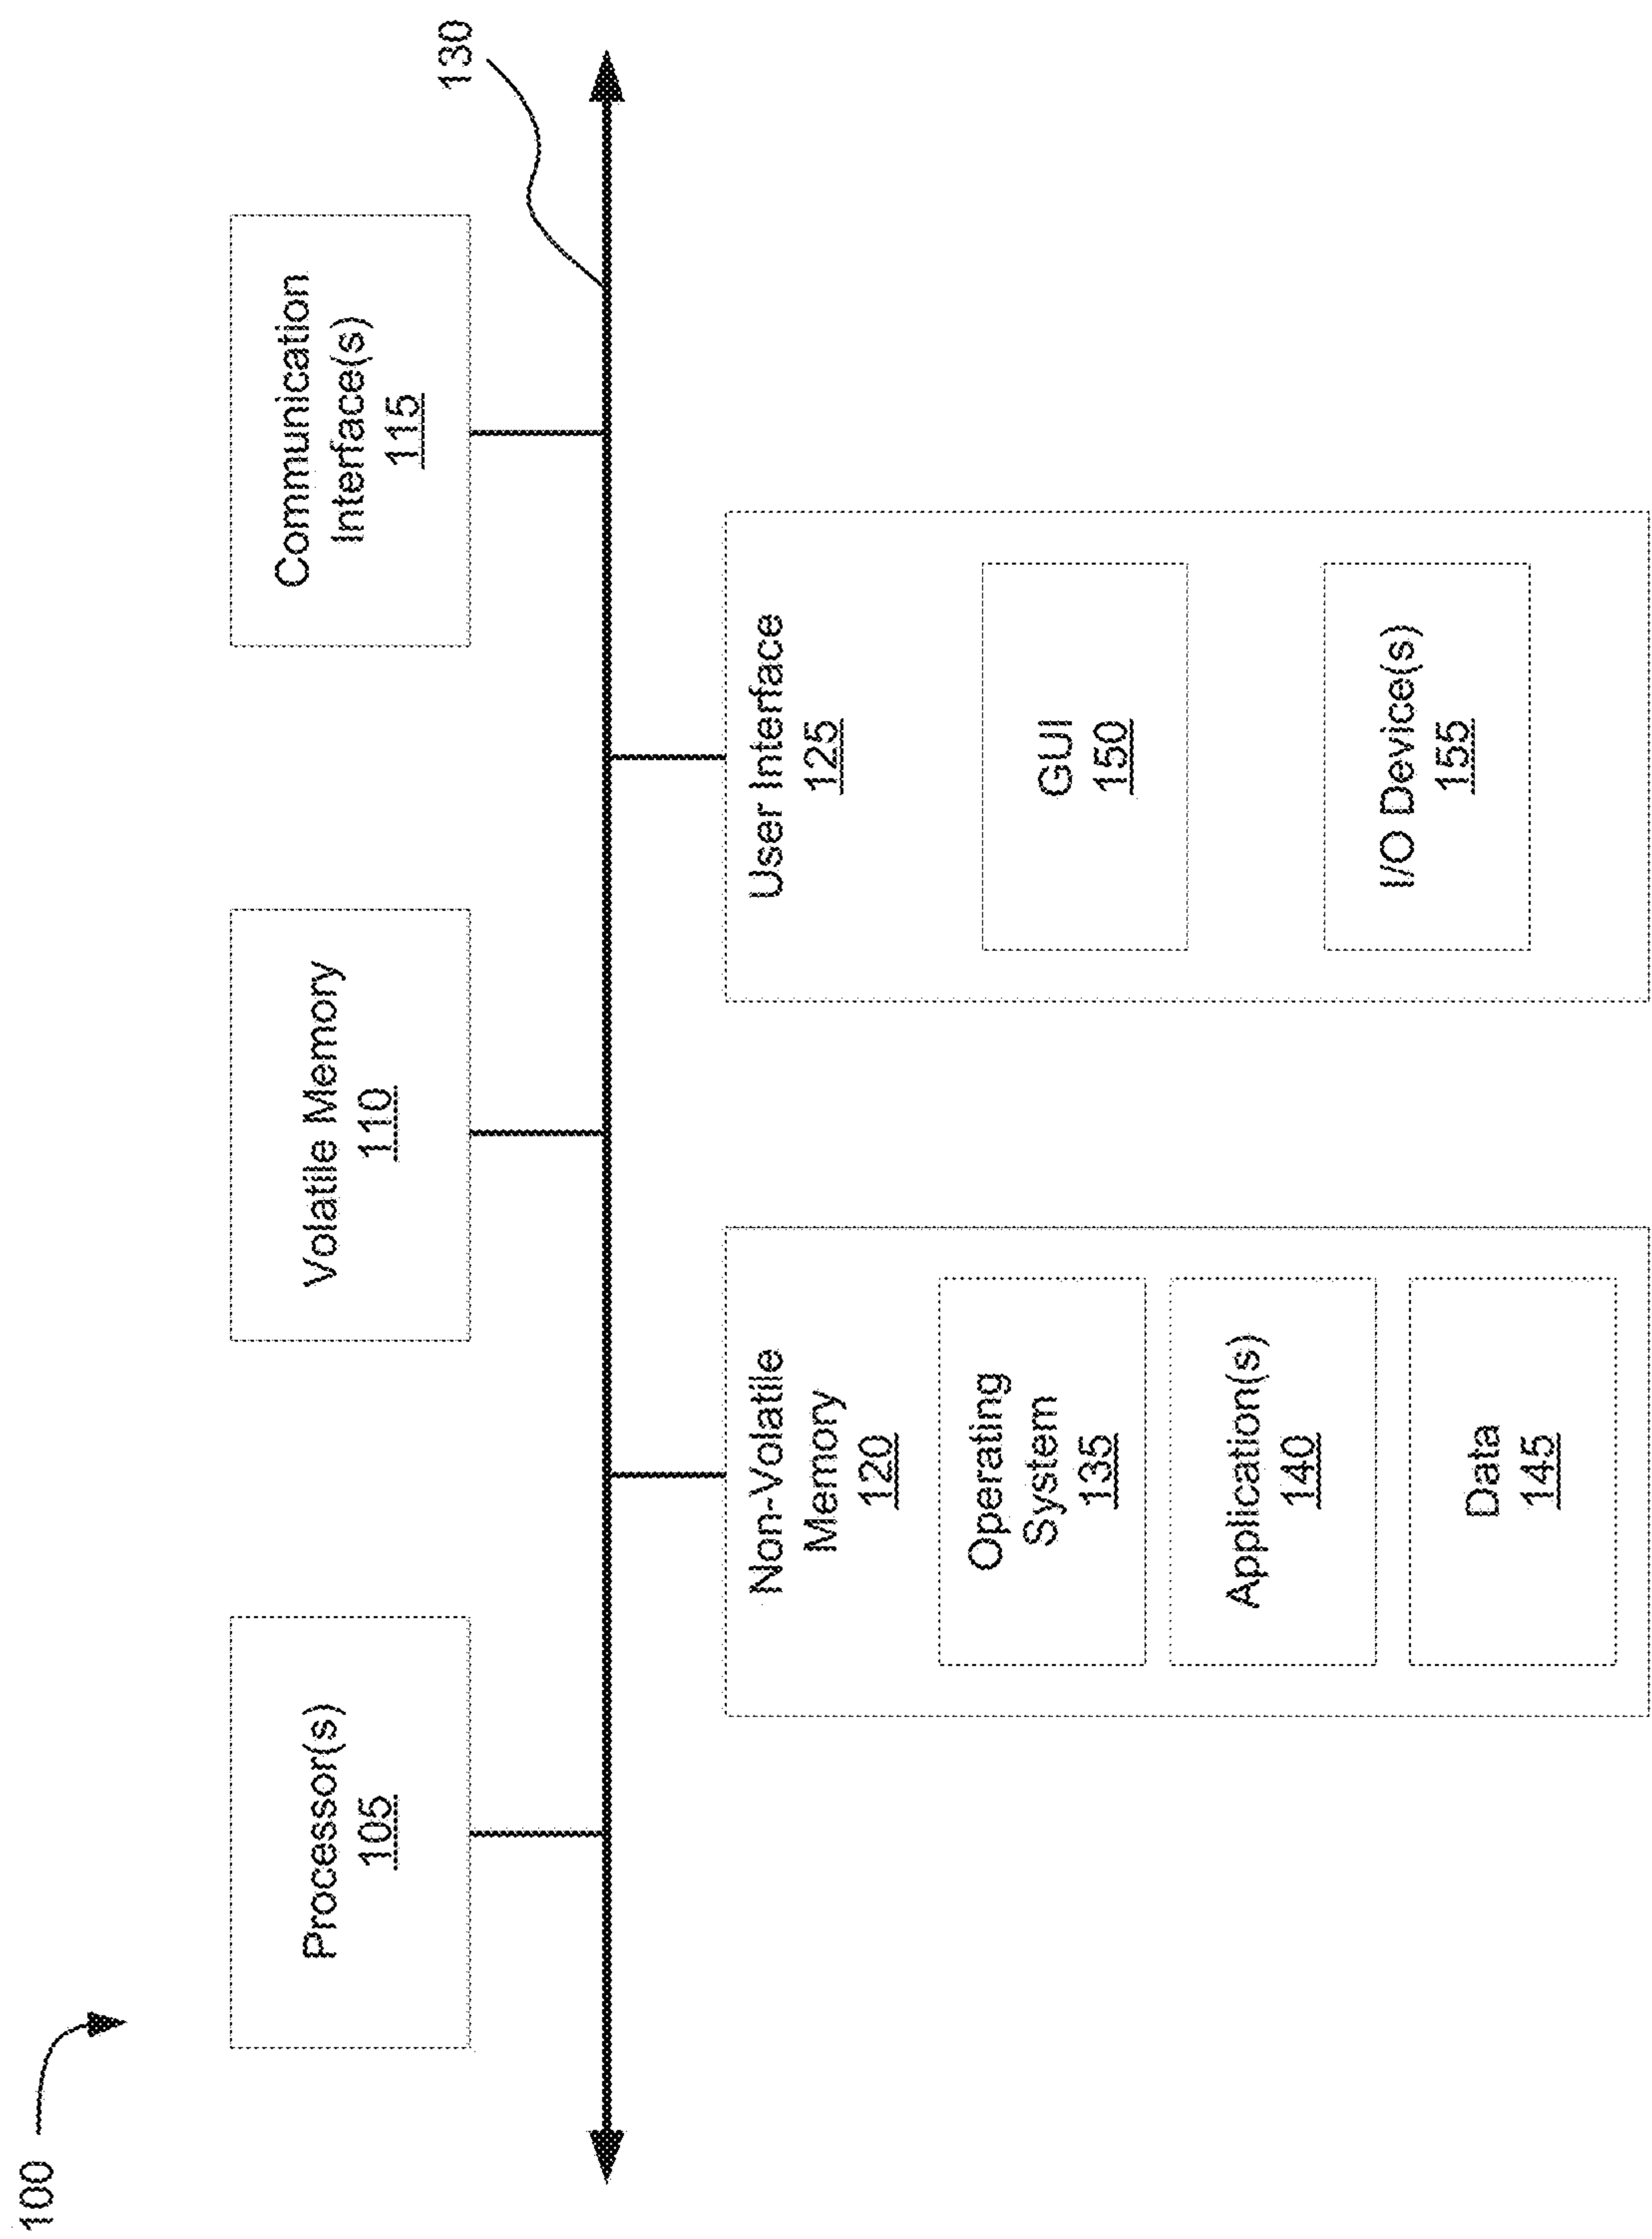 100
Processor(s)
105
Volatile Memory
110
Communication
Interface(s)
115
130
Non-Volatile
Memory
120
Operating
System
135
Application(s)
140
Data
145
User Interface
125
GUI
150
I/O Device(s)
155